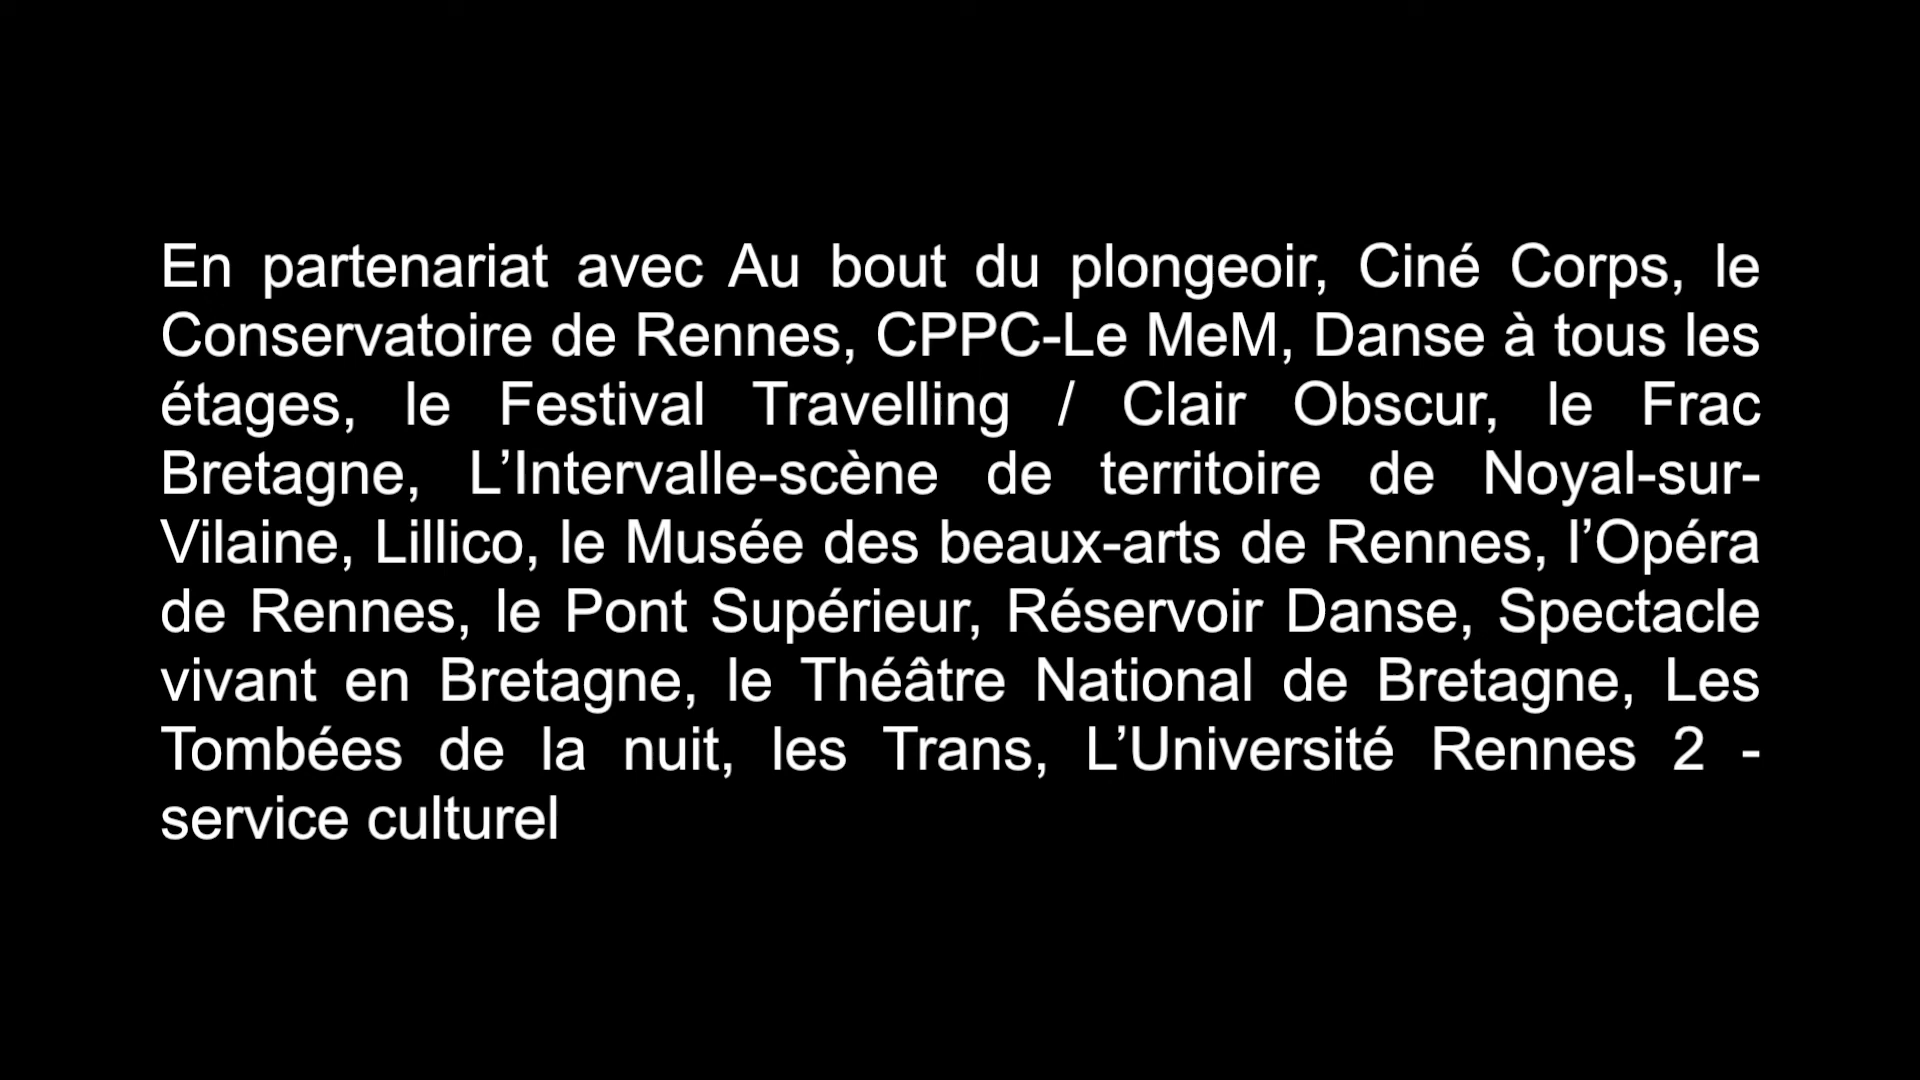 En partenariat avec Au bout du plongeoir, Ciné Corps, le
Conservatoire de Rennes, CPPC-Le MeM, Danse à tous les
étages, le Festival Travelling / Clair Obscur, le Frac
Bretagne, L’Intervalle-scène de territoire de Noyal-sur-
Vilaine, Lillico, le Musée des beaux-arts de Rennes, l’Opéra
de Rennes, le Pont Supérieur, Réservoir Danse, Spectacle
vivant en Bretagne, le Théâtre National de Bretagne, Les
Tombées de la nuit, les Trans, L’Université Rennes 2 -
service culturel